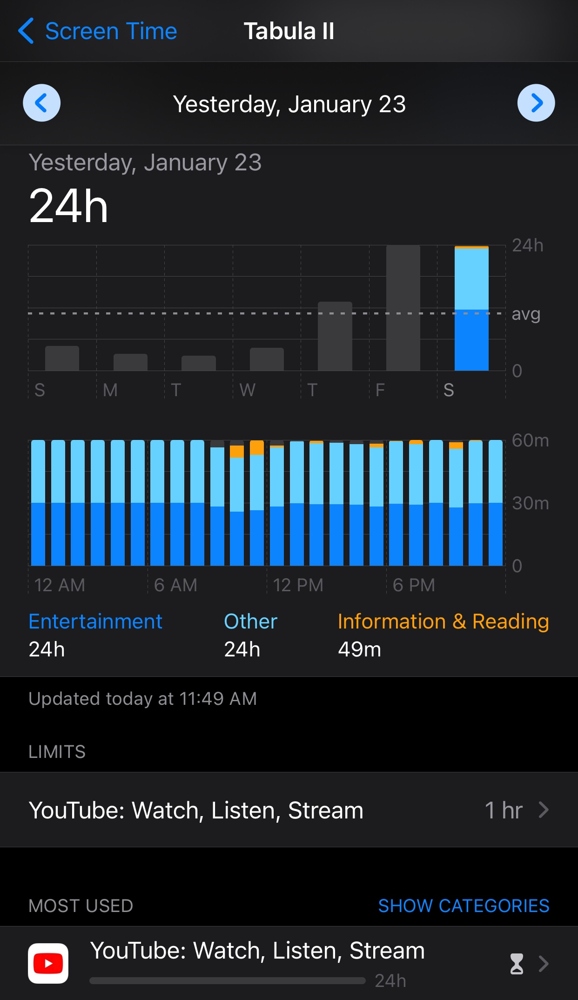 Screen Time
Tabula II
Yesterday, January 23
Yesterday, January 23
24h
24h
avg
0
S M T W T F S
60m
30m
0
12 AM 6 AM 12 PM 6 PM
Entertainment Other Information & Reading
24h 24h 49m
Updated today at 11:49 AM
LIMITS
YouTube: Watch, Listen, Stream 1 hr
MOST USED SHOW CATEGORIES
YouTube: Watch, Listen, Stream
24h